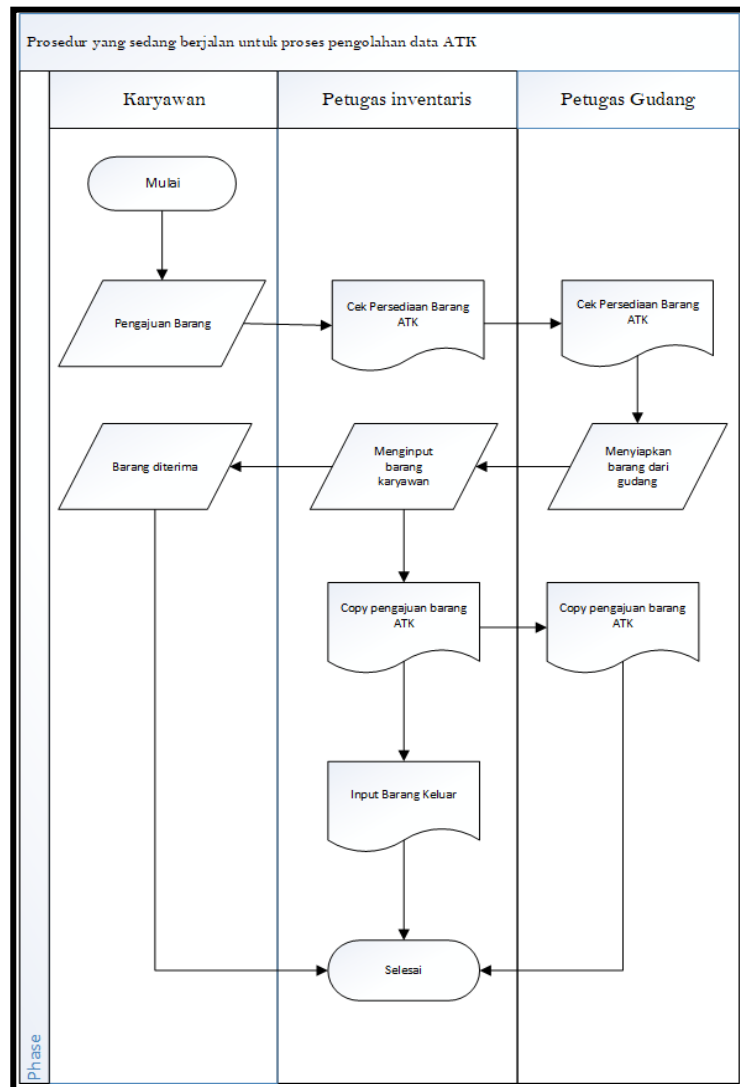 Prosedur yang sedang berjalan untuk proses pengolahan data ATK
Karyawan
Petugas inventaris
Petugas Gudang
Mulai
Pengajuan Barang
Cek Persediaan Barang
ATK
Cek Persediaan Barang
ATK
Barang diterima
Menginput
barang
karyawan
Menyiapkan
barang dari
gudang
Copy pengajuan barang
ATK
Copy pengajuan barang
ATK
Input Barang Keluar
Selesai
Phase